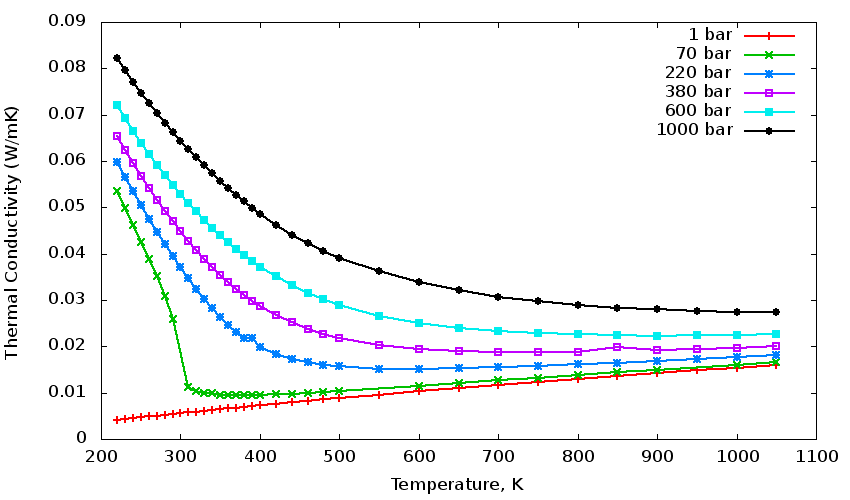 0.09
0.08
0.07
0.06
0.05
0.04
0.03
0.02
0.01
0
Thermal Conductivity (W/mK)
1 bar
70 bar
220 bar
380 bar
600 bar
1000 bar
200 300 400 500 600 700 800 900 1000 1100
Temperature, K